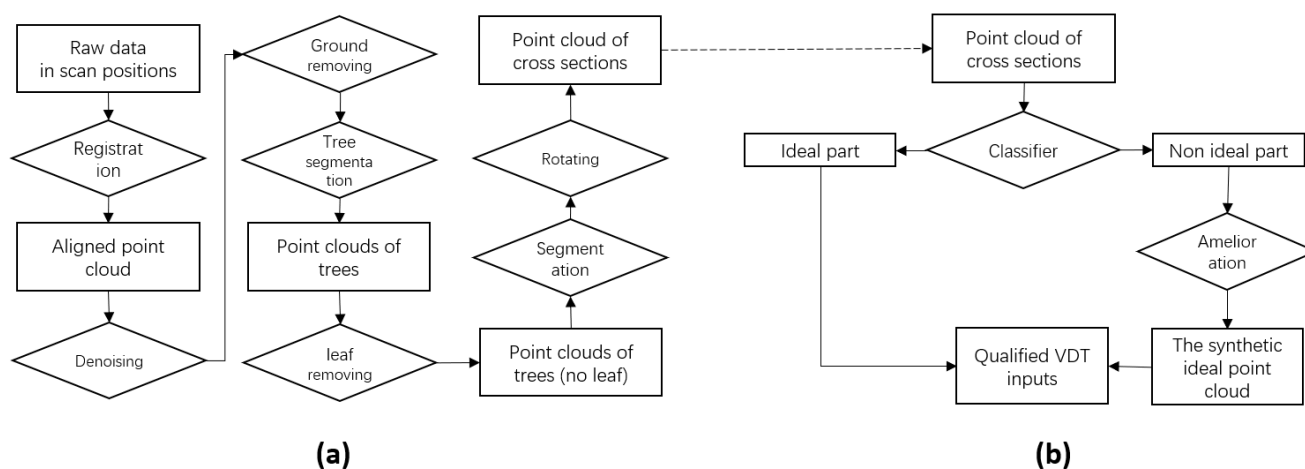 Raw data
in scan positions
Registrat
ion
Aligned point
cloud
Denoising
Ground
removing
Tree
segmenta
tion
Point clouds of
trees
leaf
removing
Point clouds of
trees (no leaf)
Segment
ation
Rotating
Point cloud of
cross sections
(a)
Point cloud of
cross sections
Classifier
Ideal part
Non ideal part
Amelior
ation
The synthetic
ideal point
cloud
Qualified VDT
inputs
(b)